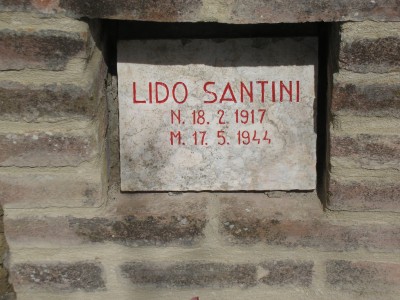 LIDO SANTINI
N. 18. 2. 1917
M. 17. 5. 1944